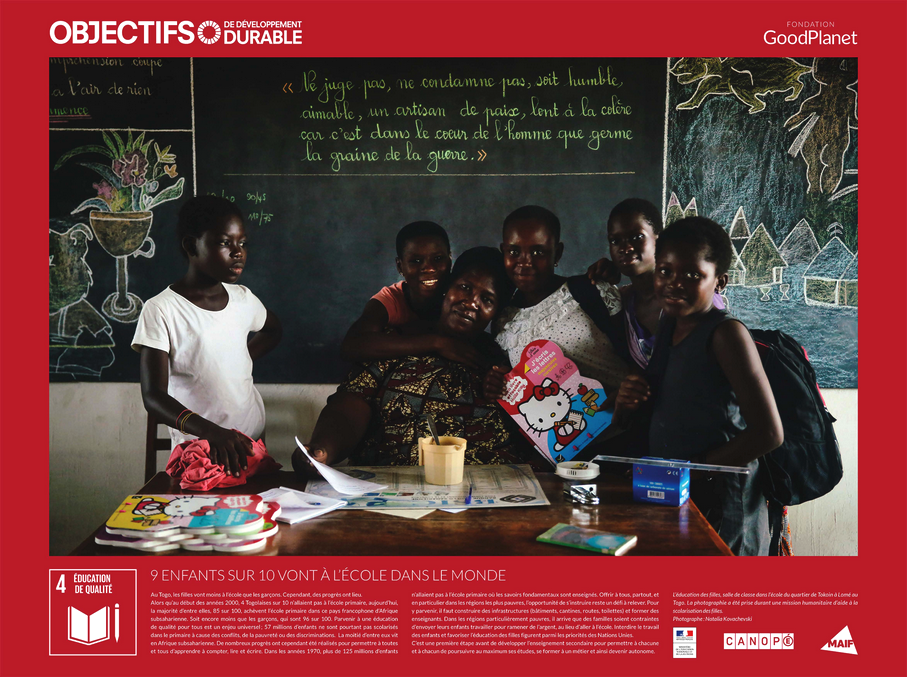 OBJECTIFS
DE DÉVELOPPEMENT
DURABLE
FONDATION
GoodPlanet
compréhension coupe
a l'air de rien
« Ne juge pas, ne condamne pas, soit humble,
aimable, un artisan de paix, lent à la colère
car c'est dans le coeur de l'homme que germe
la graine de la guerre. »
90/45
112/75
J'écris
les lettres
4 ÉDUCATION
DE QUALITÉ
9 ENFANTS SUR 10 VONT À L'ÉCOLE DANS LE MONDE
Au Togo, les filles vont moins à l'école que les garçons. Cependant, des progrès ont lieu.
Alors qu'au début des années 2000, 4 Togolaises sur 10 n'allaient pas à l'école primaire, aujourd'hui,
la majorité d'entre elles, 85 sur 100, achèvent l'école primaire dans ce pays francophone d'Afrique
subsaharienne. Soit encore moins que les garçons, qui sont 96 sur 100. Parvenir à une éducation
de qualité pour tous est un enjeu universel : 57 millions d'enfants ne sont pourtant pas scolarisés
dans le primaire à cause des conflits, de la pauvreté ou des discriminations. La moitié d'entre eux vit
en Afrique subsaharienne. De nombreux progrès ont cependant été réalisés pour permettre à toutes
et tous d'apprendre à compter, lire et écrire. Dans les années 1970, plus de 125 millions d'enfants
n'allaient pas à l'école primaire où les savoirs fondamentaux sont enseignés. Offrir à tous, partout, et
en particulier dans les régions les plus pauvres, l'opportunité de s'instruire reste un défi à relever. Pour
y parvenir, il faut construire des infrastructures (bâtiments, cantines, routes, toilettes) et former des
enseignants. Dans les régions particulièrement pauvres, il arrive que des familles soient contraintes
d'envoyer leurs enfants travailler pour ramener de l'argent, au lieu d'aller à l'école. Interdire le travail
des enfants et favoriser l'éducation des filles figurent parmi les priorités des Nations Unies.
C'est une première étape avant de développer l'enseignement secondaire pour permettre à chacune
et à chacun de poursuivre au maximum ses études, se former à un métier et ainsi devenir autonome.
L'éducation des filles, salle de classe dans l'école du quartier de Tokoin à Lomé au
Togo. La photographie a été prise durant une mission humanitaire d'aide à la
scolarisation des filles.
Photographe: Natalia Kovachevski
CANOPÉ
MAIF